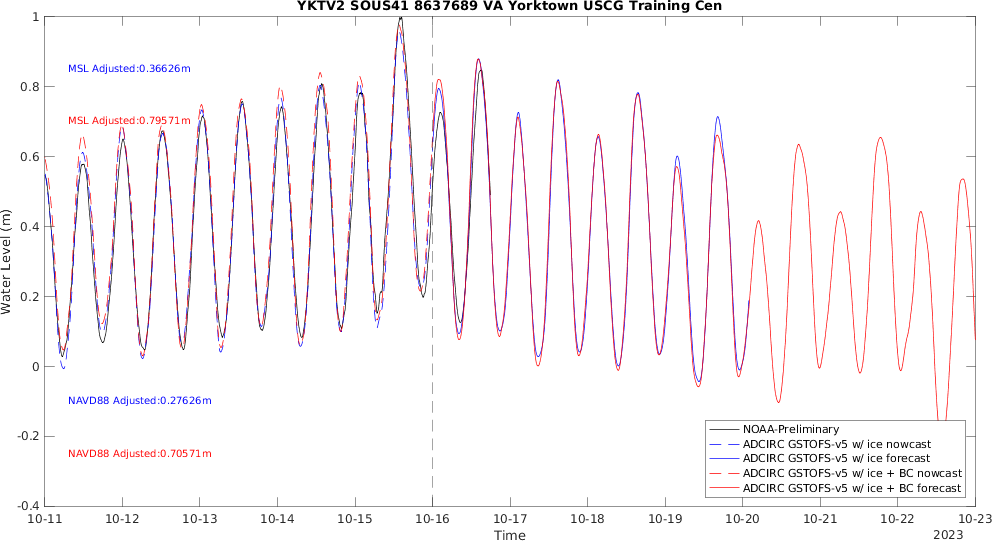 YKTV2 SOUS41 8637689 VA Yorktown USCG Training Cen
1
0.8
0.6
0.4
0.2
0
-0.2
-0.4
Water Level (m)
MSL Adjusted:0.36626m
MSL Adjusted:0.79571m
NAVD88 Adjusted:0.27626m
NAVD88 Adjusted:0.70571m
NOAA-Preliminary
ADCIRC GSTOFS-v5 w/ ice nowcast
ADCIRC GSTOFS-v5 w/ ice forecast
ADCIRC GSTOFS-v5 w/ ice + BC nowcast
ADCIRC GSTOFS-v5 w/ ice + BC forecast
10-11 10-12 10-13 10-14 10-15 10-16 10-17 10-18 10-19 10-20 10-21 10-22 10-23
Time
2023